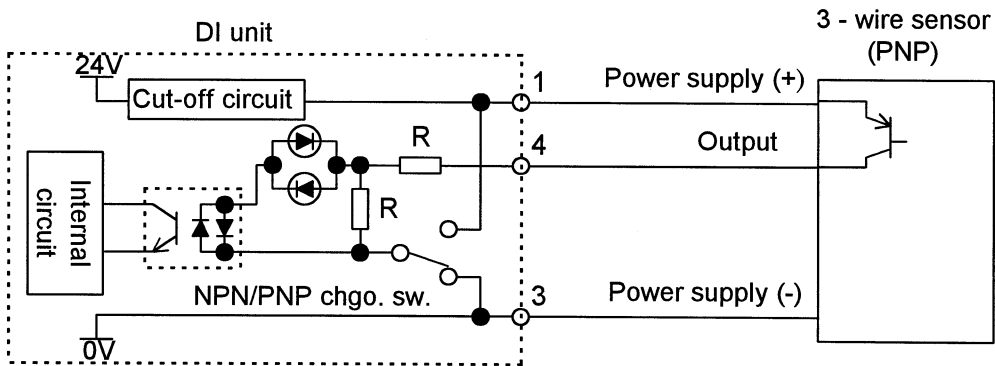 3 - wire sensor
(PNP)
DI unit
24V
Cut-off circuit
1
Power supply (+)
R
4
Output
Internal
circuit
R
NPN/PNP chgo. sw.
3
Power supply (-)
0V